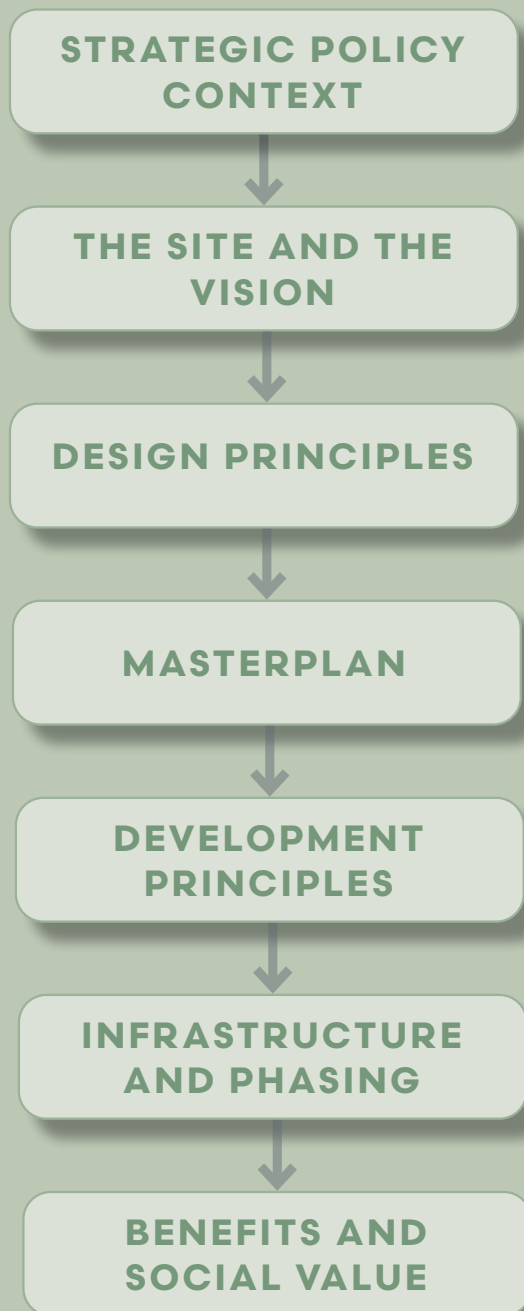 STRATEGIC POLICY
CONTEXT
THE SITE AND THE
VISION
DESIGN PRINCIPLES
MASTERPLAN
DEVELOPMENT
PRINCIPLES
INFRASTRUCTURE
AND PHASING
BENEFITS AND
SOCIAL VALUE